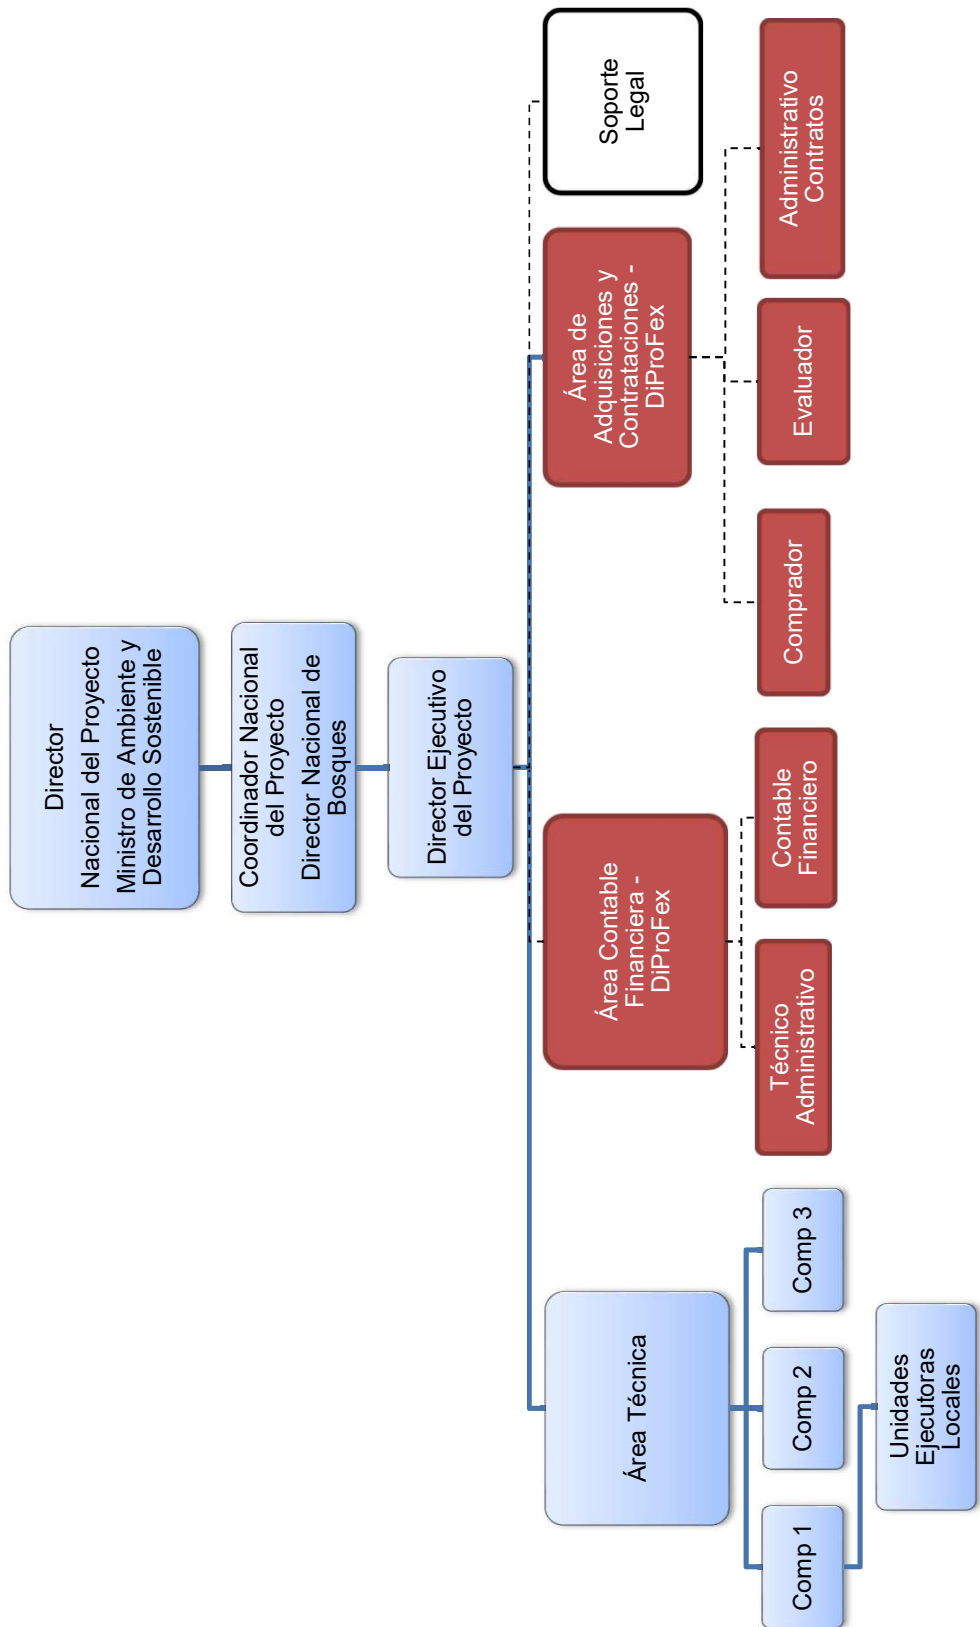 Director
Nacional del Proyecto
Ministro de Ambiente y
Desarrollo Sostenible
Coordinador Nacional
del Proyecto
Director Nacional de
Bosques
Director Ejecutivo
del Proyecto
Área Técnica
Área Contable
Financiera -
DiProFex
Área de
Adquisiciones y
Contrataciones -
DiProFex
Soporte
Legal
Comp 1
Comp 2
Comp 3
Técnico
Administrativo
Contable
Financiero
Comprador
Evaluador
Administrativo
Contratos
Unidades
Ejecutoras
Locales